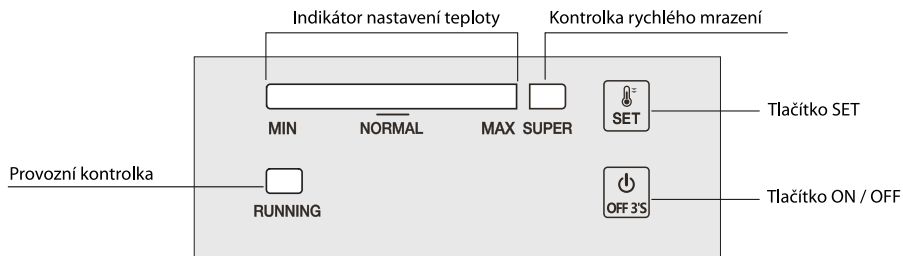 Indikátor nastavení teploty
Kontrolka rychlého mrazení
MIN
NORMAL
MAX
SUPER
SET
Tlačítko SET
Provozní kontrolka
RUNNING
OFF 3'S
Tlačítko ON / OFF